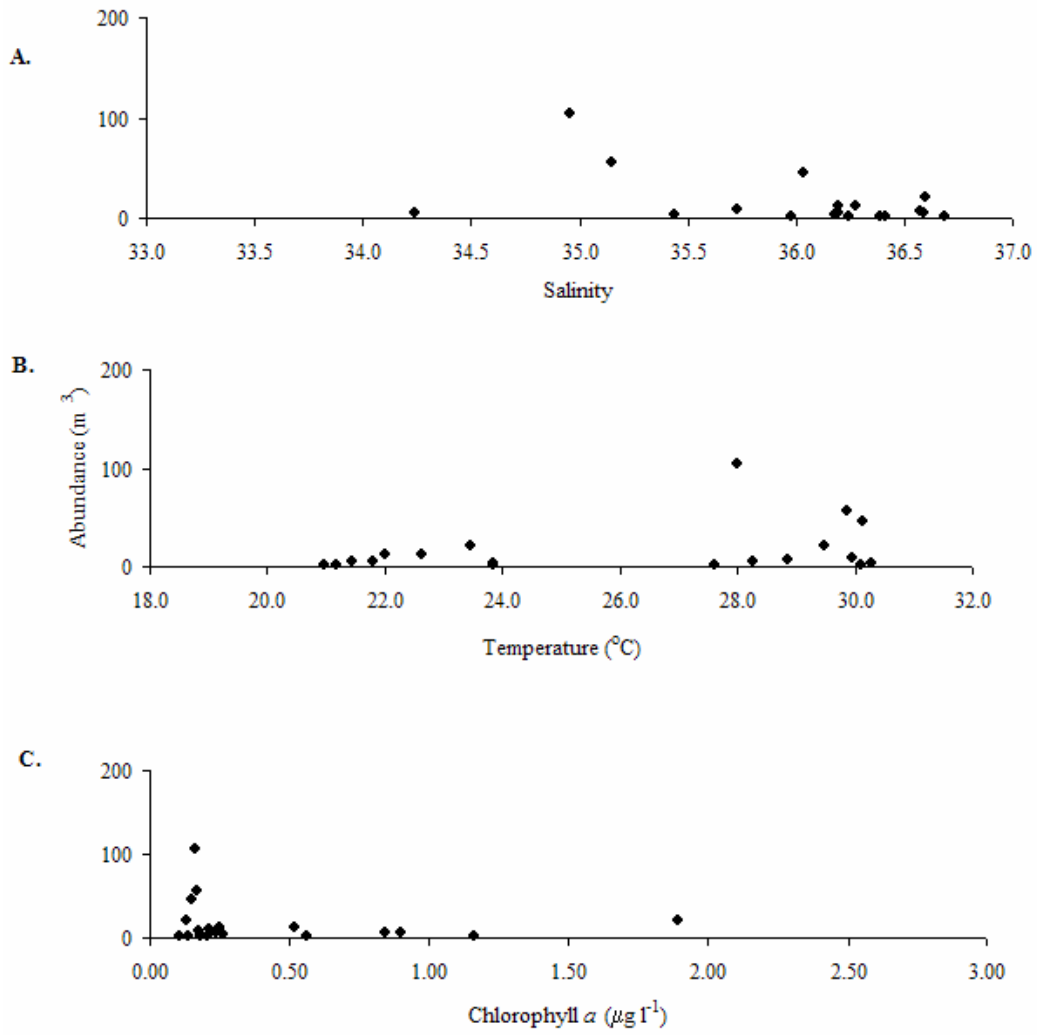 A.
200
100
0
33.0 33.5 34.0 34.5 35.0 35.5 36.0 36.5 37.0
Salinity
B.
Abundance (m 3)
200
100
0
18.0 20.0 22.0 24.0 26.0 28.0 30.0 32.0
Temperature (oC)
C.
200
100
0
0.00 0.50 1.00 1.50 2.00 2.50 3.00
Chlorophyll a (μg l-1)